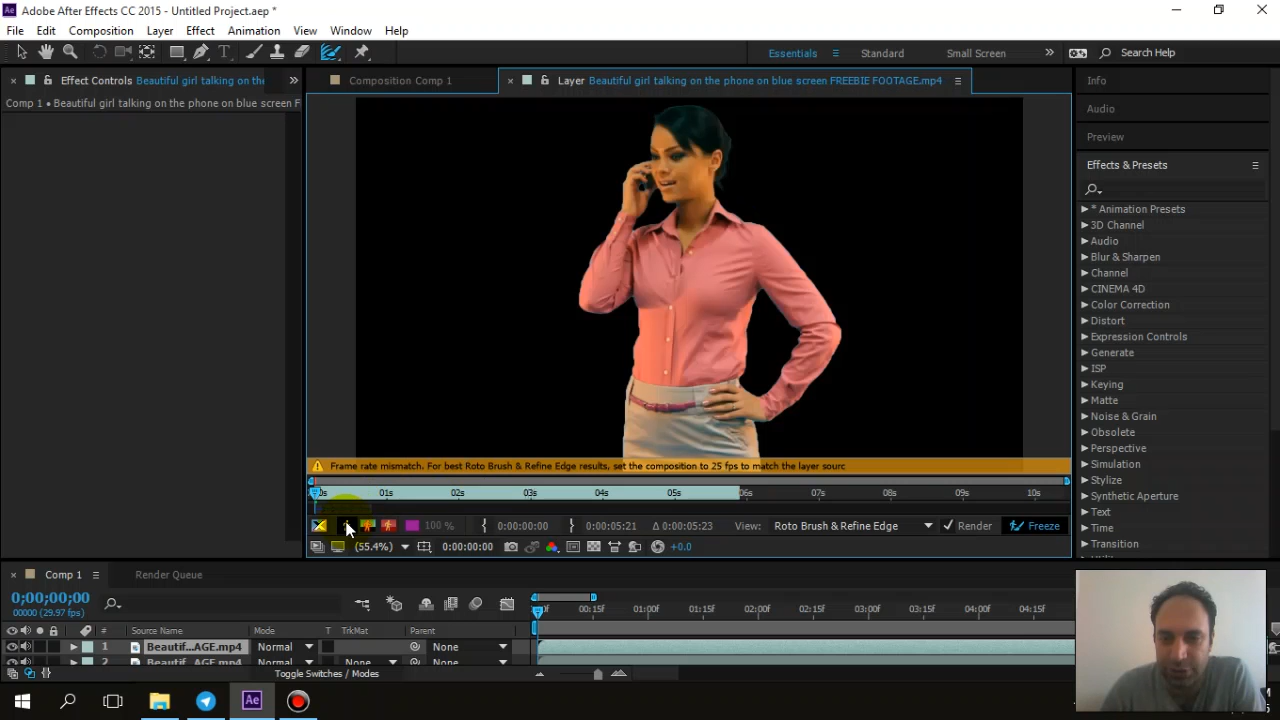 Adobe After Effects CC 2015 - Untitled Project.aep *
File Edit Composition Layer Effect Animation View Window Help
Essentials Standard Small Screen Search Help
Effect Controls Beautiful girl talking on the
Composition Comp 1
Layer Beautiful girl talking on the phone on blue screen FREEBIE FOOTAGE.mp4
Comp 1 • Beautiful girl talking on the phone on blue screen F
Info
Audio
Preview
Effects & Presets
* Animation Presets
3D Channel
Audio
Blur & Sharpen
Channel
CINEMA 4D
Color Correction
Distort
Expression Controls
Generate
ISP
Keying
Matte
Noise & Grain
Obsolete
Perspective
Simulation
Stylize
Synthetic Aperture
Text
Time
Transition
Frame rate mismatch. For best Roto Brush & Refine Edge results, set the composition to 25 fps to match the layer sourc
01s 02s 03s 04s 05s 06s 07s 08s 09s 10s
100 % 0:00:00:00 0:00:05:21 Δ 0:00:05:23 View: Roto Brush & Refine Edge Render Freeze
(55.4%) 0:00:00:00 +0.0
Comp 1 Render Queue
0;00;00;00
00000 (29.97 fps)
00:15f 01:00f 01:15f 02:00f 02:15f 03:00f 03:15f 04:00f 04:15f
# Source Name Mode T TrkMat Parent
1 Beautif...AGE.mp4 Normal None
2 Beautif...AGE.mp4 Normal None None
Toggle Switches / Modes